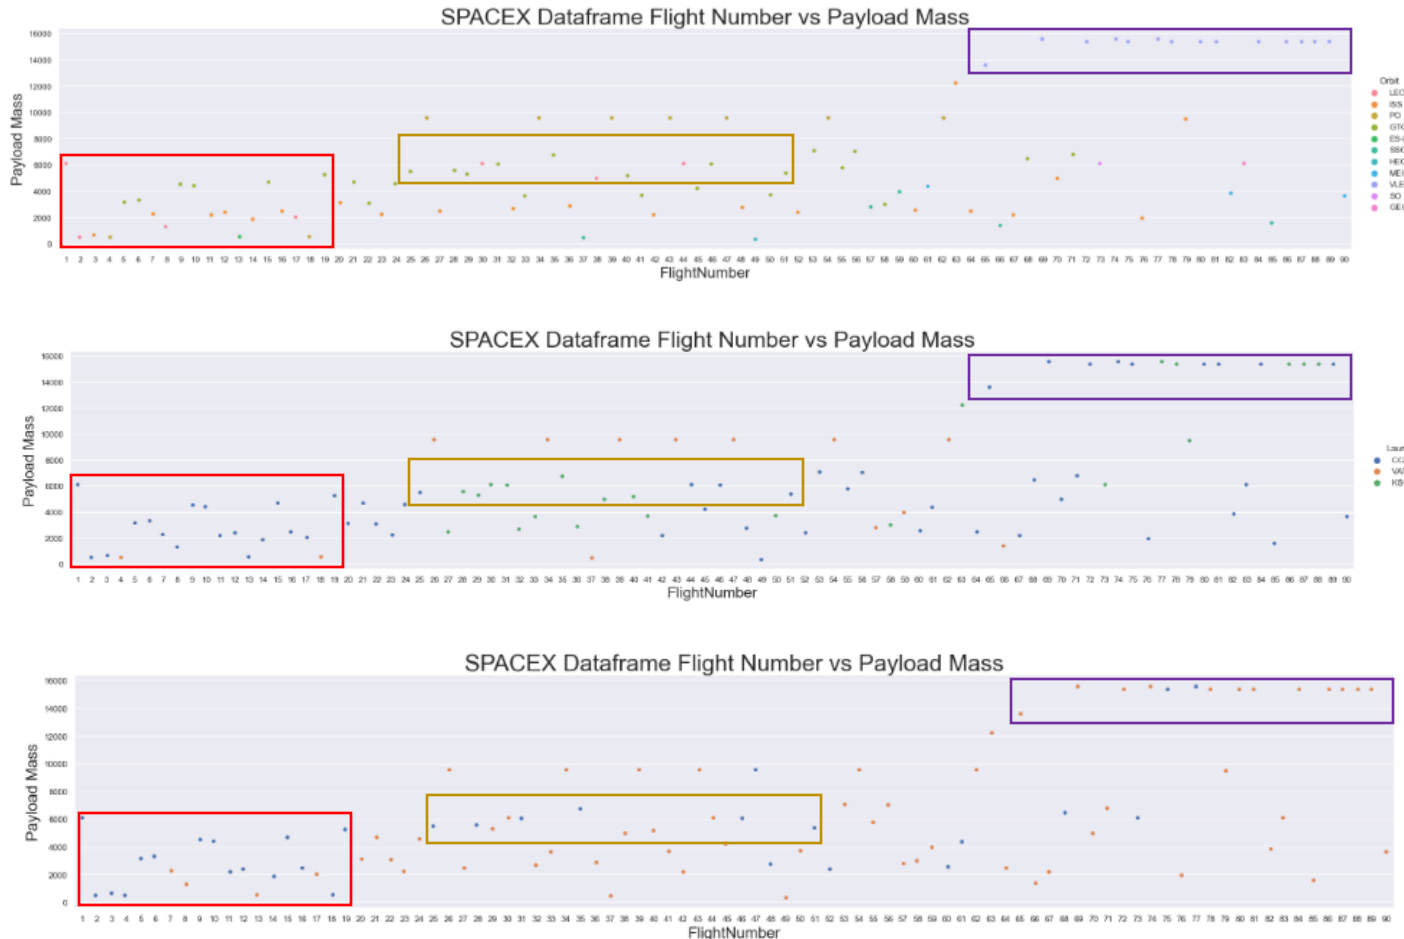 SPACEX Dataframe Flight Number vs Payload Mass
16000
14000
12000
10000
8000
6000
4000
2000
0
Payload Mass
1 2 3 4 5 6 7 8 9 10 11 12 13 14 15 16 17 18 19 20 21 22 23 24 25 26 27 28 29 30 31 32 33 34 35 36 37 38 39 40 41 42 43 44 45 46 47 48 49 50 51 52 53 54 55 56 57 58 59 60 61 62 63 64 65 66 67 68 69 70 71 72 73 74 75 76 77 78 79 80 81 82 83 84 85 86 87 88 89 90
FlightNumber
Orbit
LEO
ISS
PO
GTO
ES-L
SSO
HEO
MEO
VLE
SO
GEO
SPACEX Dataframe Flight Number vs Payload Mass
16000
14000
12000
10000
8000
6000
4000
2000
0
Payload Mass
1 2 3 4 5 6 7 8 9 10 11 12 13 14 15 16 17 18 19 20 21 22 23 24 25 26 27 28 29 30 31 32 33 34 35 36 37 38 39 40 41 42 43 44 45 46 47 48 49 50 51 52 53 54 55 56 57 58 59 60 61 62 63 64 65 66 67 68 69 70 71 72 73 74 75 76 77 78 79 80 81 82 83 84 85 86 87 88 89 90
FlightNumber
Laun
CC
VA
KS
SPACEX Dataframe Flight Number vs Payload Mass
16000
14000
12000
10000
8000
6000
4000
2000
0
Payload Mass
1 2 3 4 5 6 7 8 9 10 11 12 13 14 15 16 17 18 19 20 21 22 23 24 25 26 27 28 29 30 31 32 33 34 35 36 37 38 39 40 41 42 43 44 45 46 47 48 49 50 51 52 53 54 55 56 57 58 59 60 61 62 63 64 65 66 67 68 69 70 71 72 73 74 75 76 77 78 79 80 81 82 83 84 85 86 87 88 89 90
FlightNumber